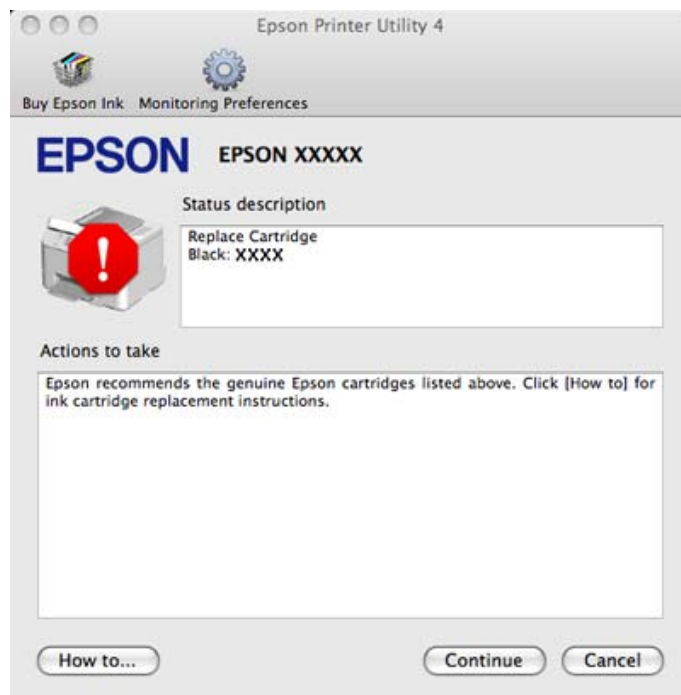 Epson Printer Utility 4
Buy Epson Ink Monitoring Preferences
EPSON EPSON XXXXX
Status description
Replace Cartridge
Black: XXXX
!
Actions to take
Epson recommends the genuine Epson cartridges listed above. Click [How to] for
ink cartridge replacement instructions.
How to... Continue Cancel